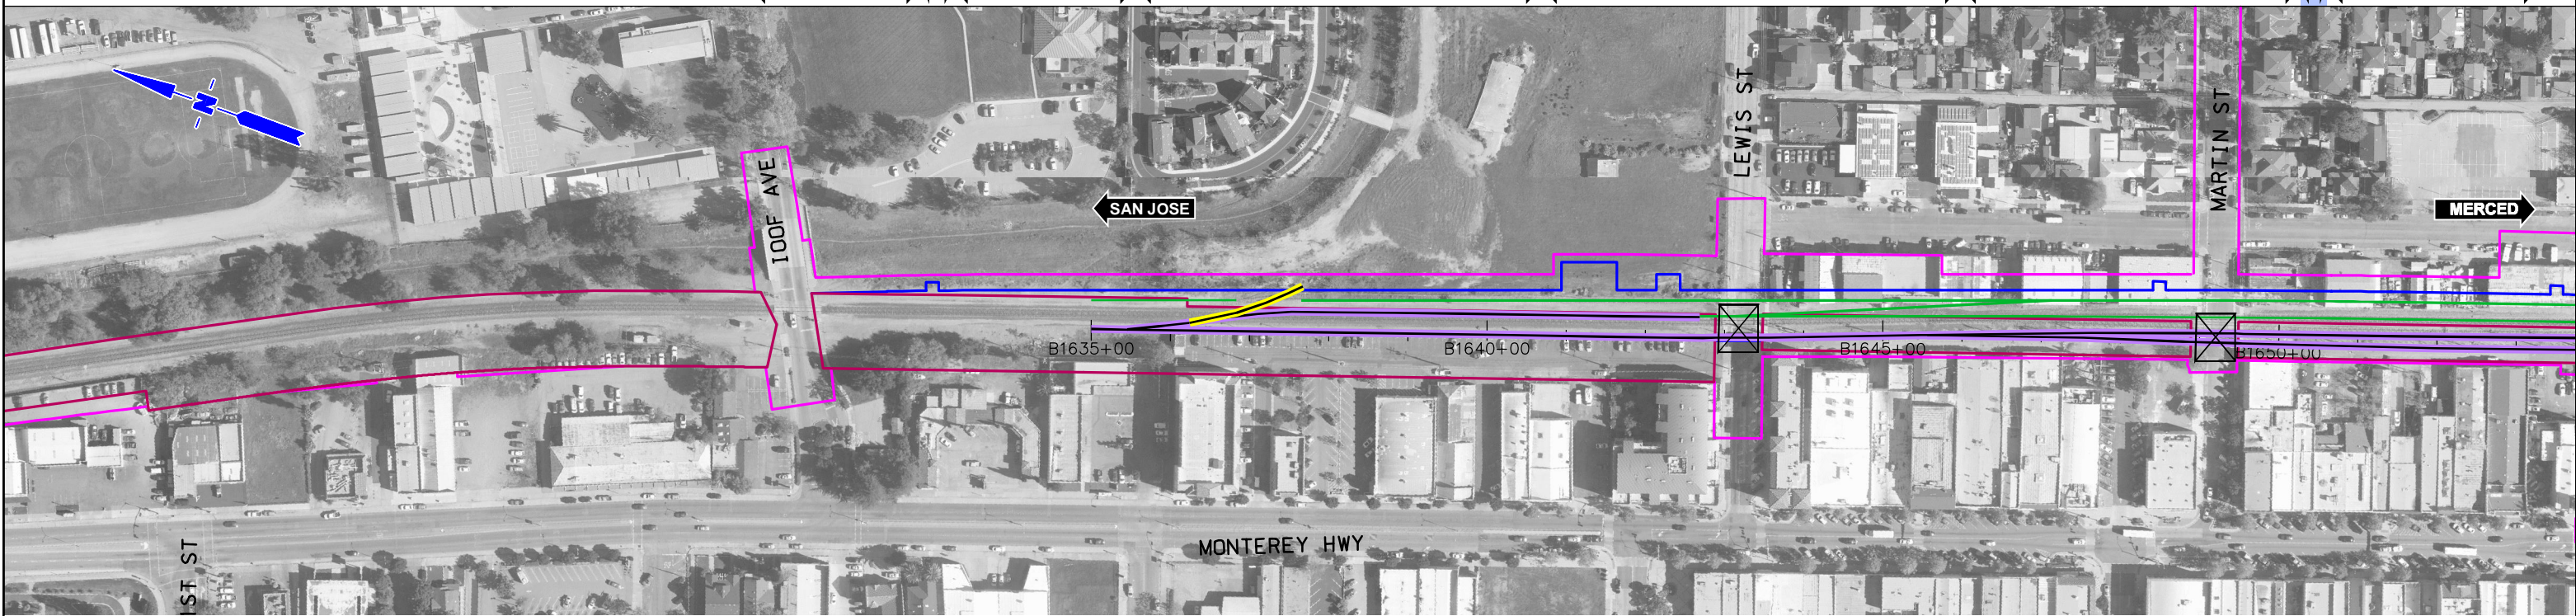 N
IOOF AVE
SAN JOSE
LEWIS ST
MARTIN ST
MERCED
B1635+00
B1640+00
B1645+00
B1650+00
MONTEREY HWY
1ST ST